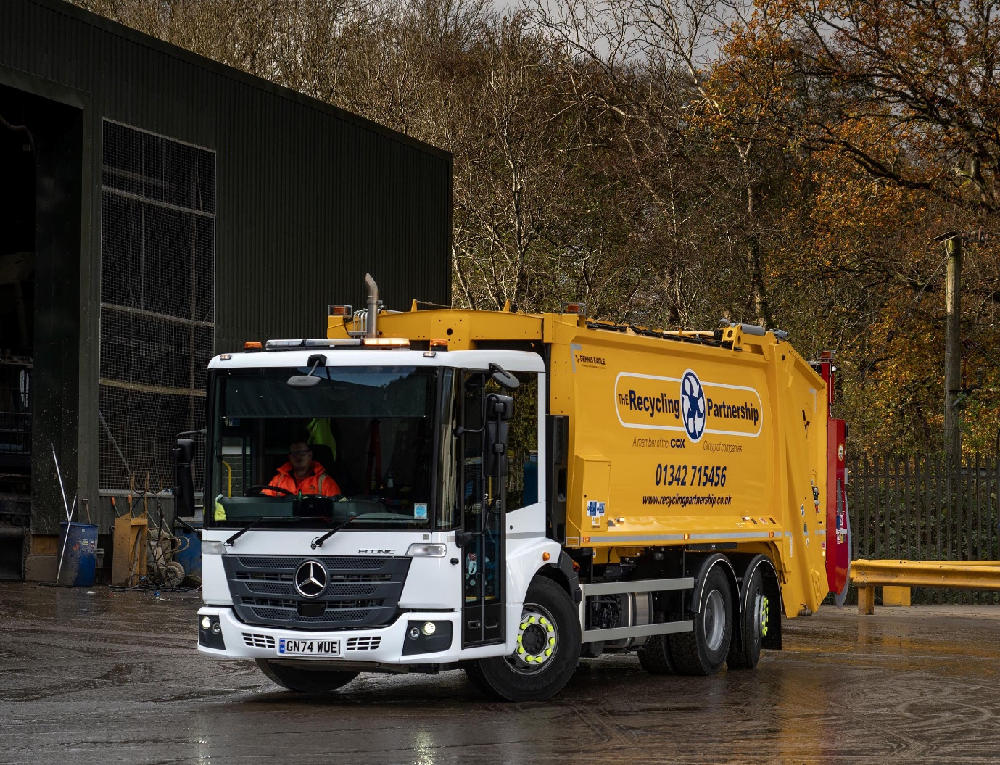 DENNIS EAGLE
THE Recycling Partnership
A member of the COX Group of companies
01342 715456
www.recyclingpartnership.co.uk
ECONIC
GN74 WUE